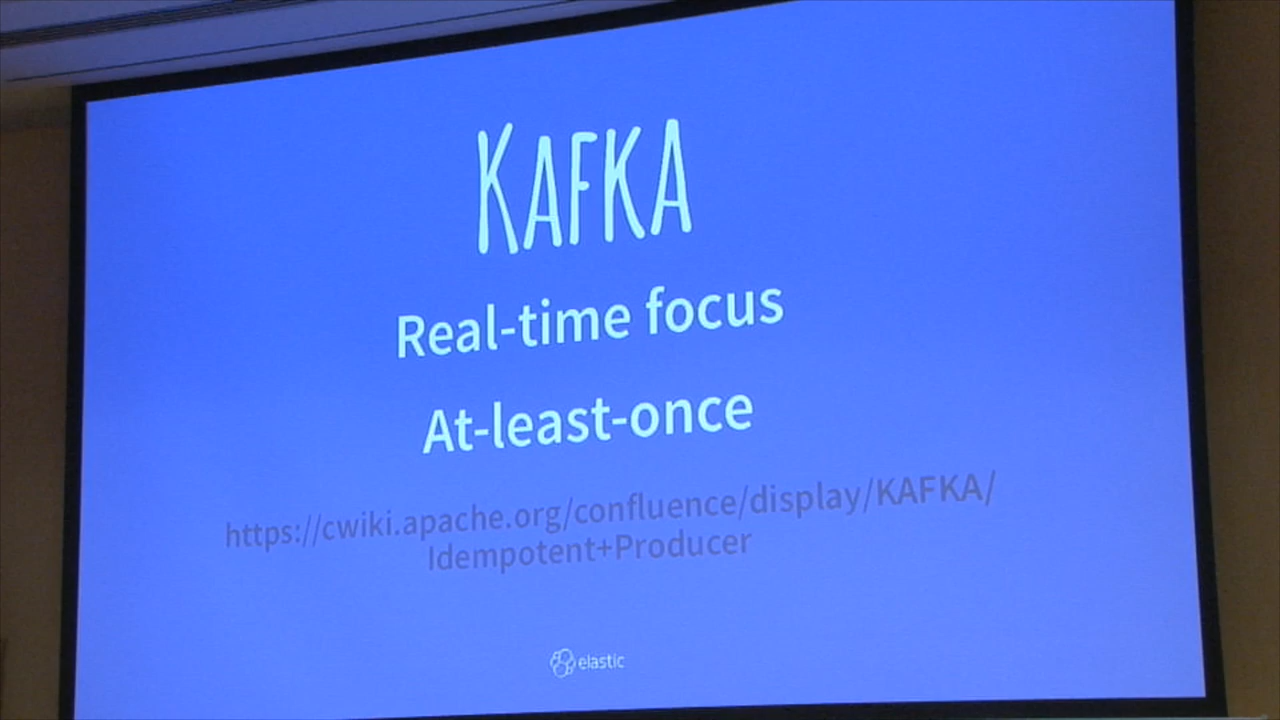 KAFKA
Real-time focus
At-least-once
https://cwiki.apache.org/confluence/display/KAFKA/
Idempotent+Producer
elastic